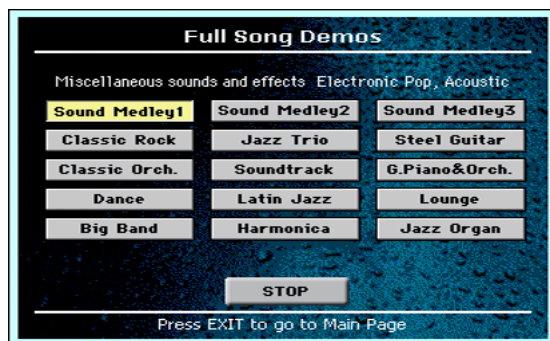 Full Song Demos
Miscellaneous sounds and effects Electronic Pop, Acoustic
Sound Medley1 Sound Medley2 Sound Medley3
Classic Rock Jazz Trio Steel Guitar
Classic Orch. Soundtrack G.Piano&Orch.
Dance Latin Jazz Lounge
Big Band Harmonica Jazz Organ
STOP
Press EXIT to go to Main Page